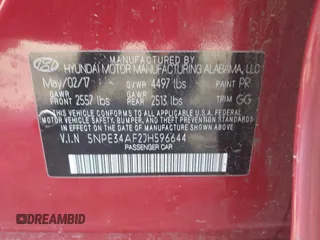 MANUFACTURED BY
HYUNDAI MOTOR MANUFACTURING ALABAMA, LLC
May/02/17 GVWR 4497 lbs PAINT PR
GAWR FRONT 2557 lbs GAWR REAR 2513 lbs TRIM GG
THIS VEHICLE CONFORMS TO ALL APPLICABLE U.S.A. FEDERAL
MOTOR VEHICLE SAFETY, BUMPER, AND THEFT PREVENTION
STANDARDS IN EFFECT ON THE DATE OF MANUFACTURE SHOWN ABOVE.
V.I.N 5NPE34AF2JH596644
PASSENGER CAR
DREAMBID